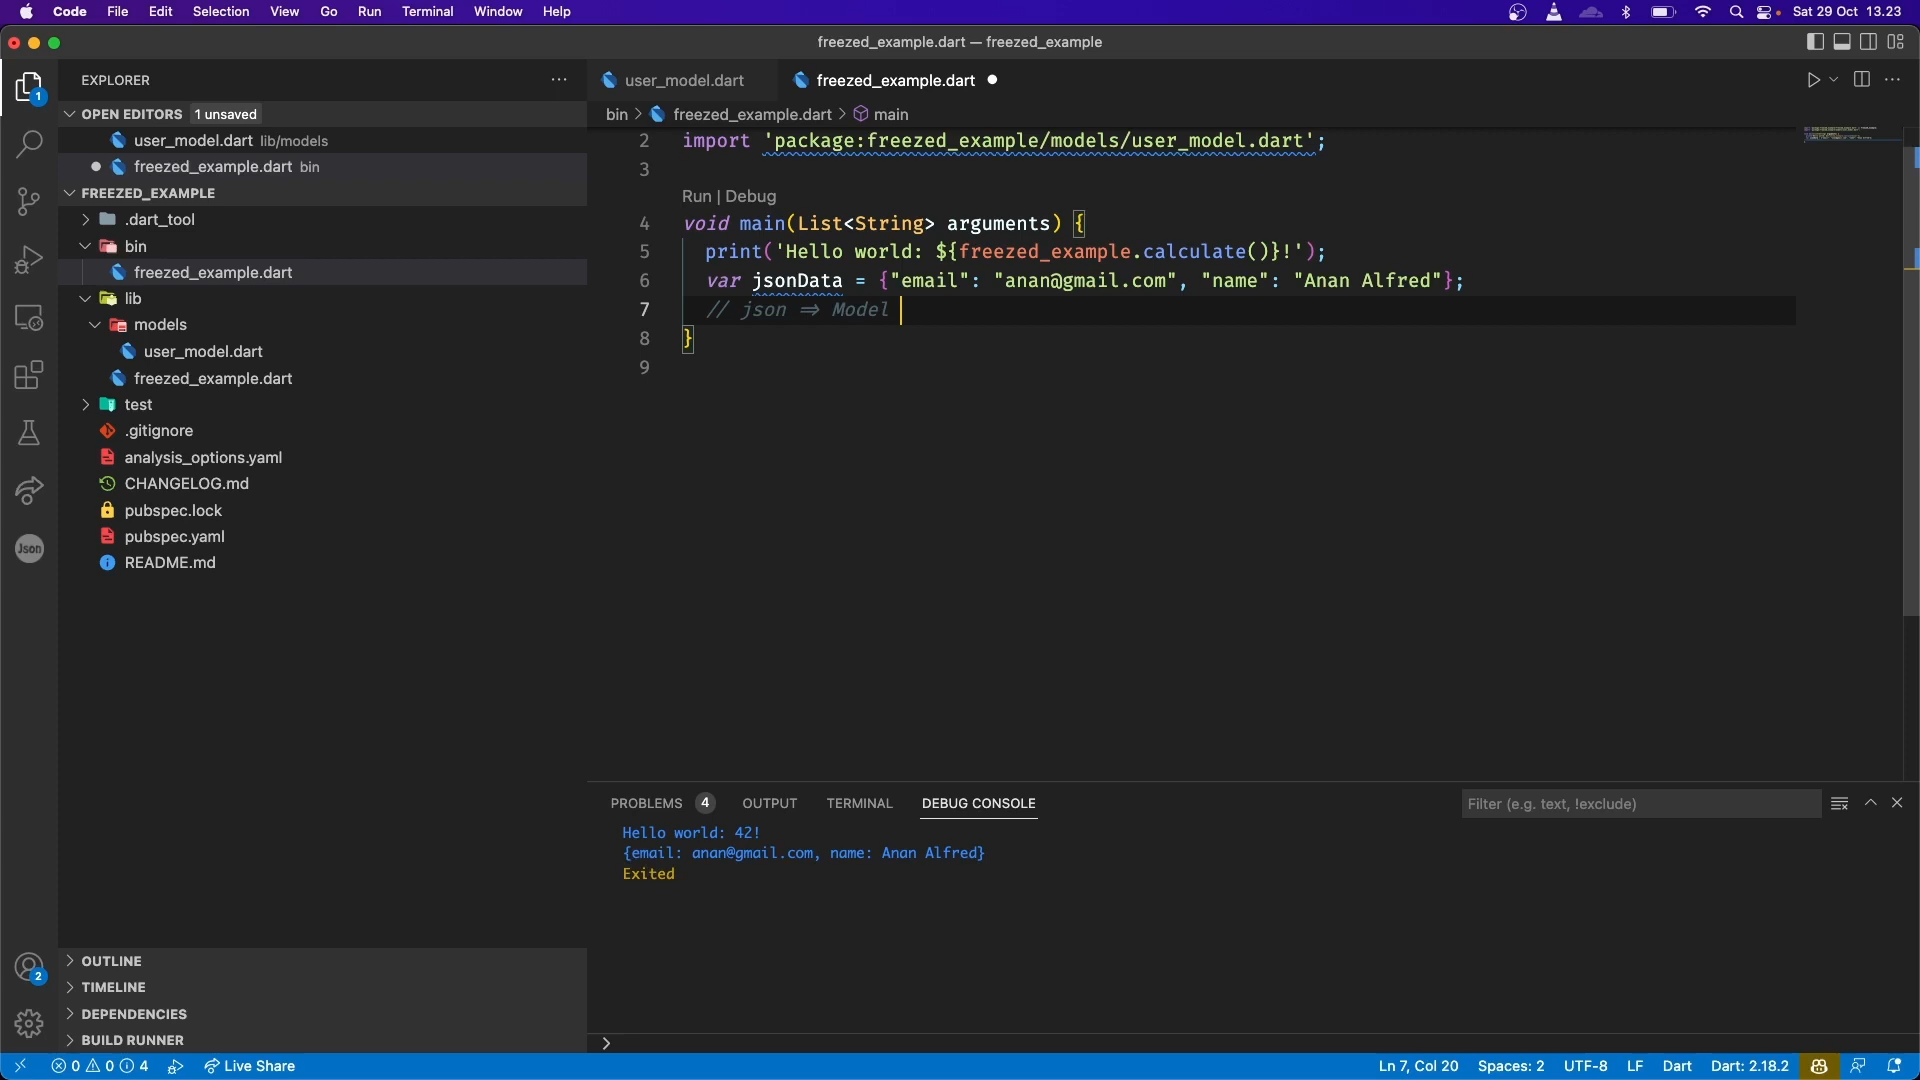 Code File Edit Selection View Go Run Terminal Window Help Sat 29 Oct 13.23
freezed_example.dart — freezed_example
EXPLORER
OPEN EDITORS 1 unsaved
user_model.dart lib/models
freezed_example.dart bin
FREEZED_EXAMPLE
.dart_tool
bin
freezed_example.dart
lib
models
user_model.dart
freezed_example.dart
test
.gitignore
analysis_options.yaml
CHANGELOG.md
pubspec.lock
pubspec.yaml
README.md
OUTLINE
TIMELINE
DEPENDENCIES
BUILD RUNNER
1
Json
2
user_model.dart freezed_example.dart
bin > freezed_example.dart > main
2 import 'package:freezed_example/models/user_model.dart';
3
Run | Debug
4 void main(List<String> arguments) {
5 print('Hello world: ${freezed_example.calculate()}!');
6 var jsonData = {"email": "anan@gmail.com", "name": "Anan Alfred"};
7 // json => Model
8 }
9
PROBLEMS 4 OUTPUT TERMINAL DEBUG CONSOLE Filter (e.g. text, !exclude)
Hello world: 42!
{email: anan@gmail.com, name: Anan Alfred}
Exited
>
0 0 4 Live Share Ln 7, Col 20 Spaces: 2 UTF-8 LF Dart Dart: 2.18.2